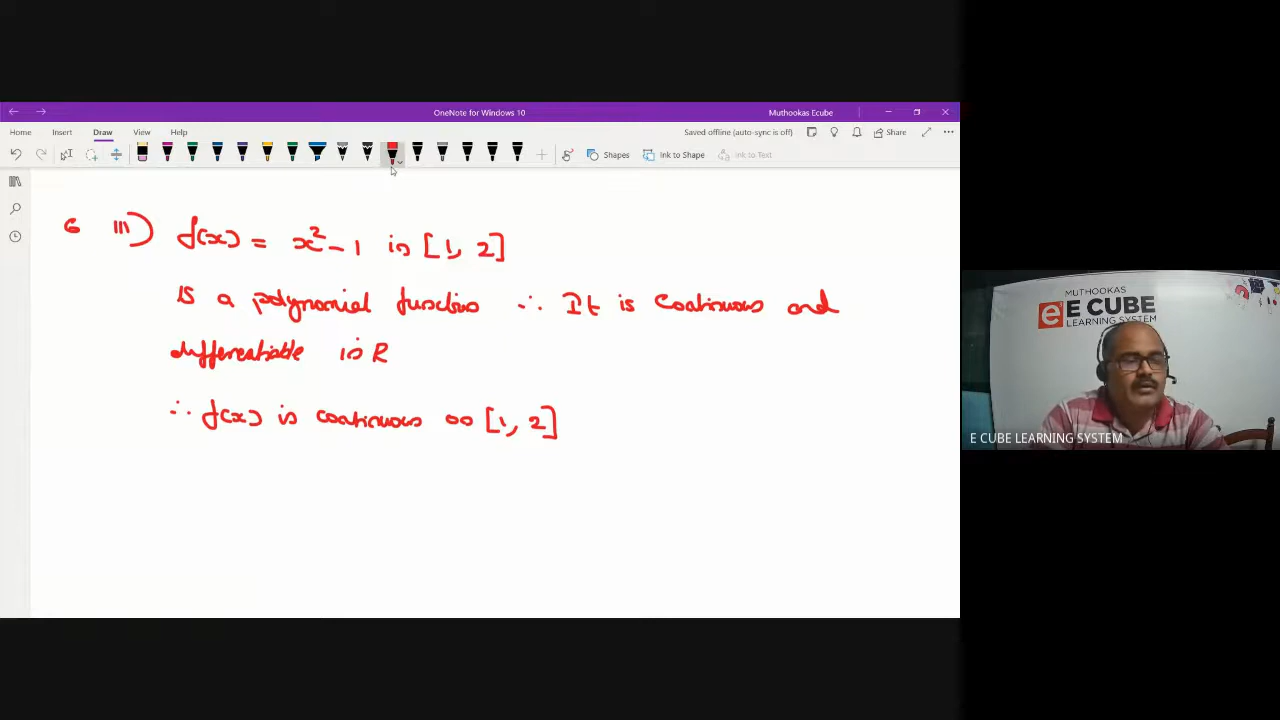 OneNote for Windows 10
Muthookas Ecube
Home Insert Draw View Help
Saved offline (auto-sync is off)
Share
Shapes
Ink to Shape
Ink to Text
6 III) f(x) = x² - 1 in [1, 2]
Is a polynomial function ∴ It is continuous and
differentiable in R
∴ f(x) is continuous on [1, 2]
MUTHOOKAS
e E CUBE
LEARNING SYSTEM
E CUBE LEARNING SYSTEM